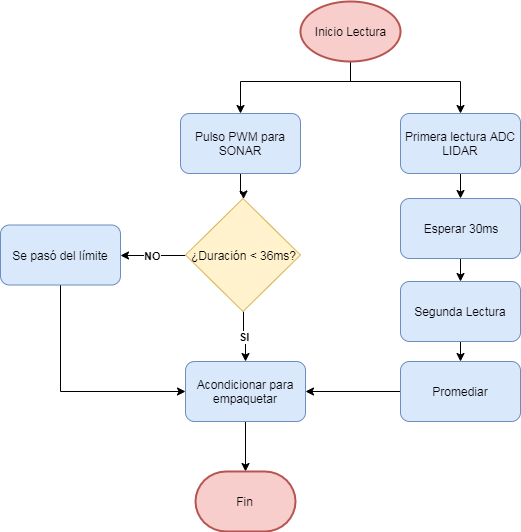 Inicio Lectura
Pulso PWM para
SONAR
Primera lectura ADC
LIDAR
¿Duración < 36ms?
NO
Se pasó del límite
Esperar 30ms
Segunda Lectura
SI
Acondicionar para
empaquetar
Promediar
Fin